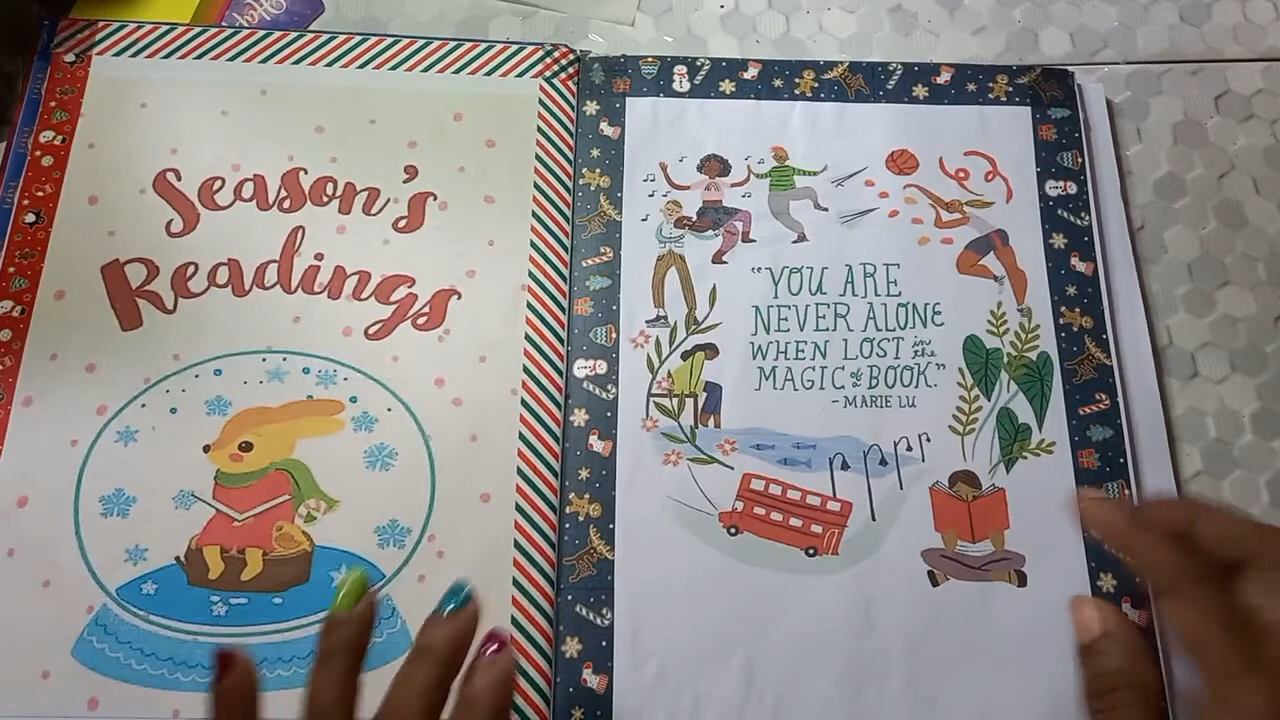 Season's
Readings
"YOU ARE
NEVER ALONE
WHEN LOST in the
MAGIC of a BOOK."
- MARIE LU